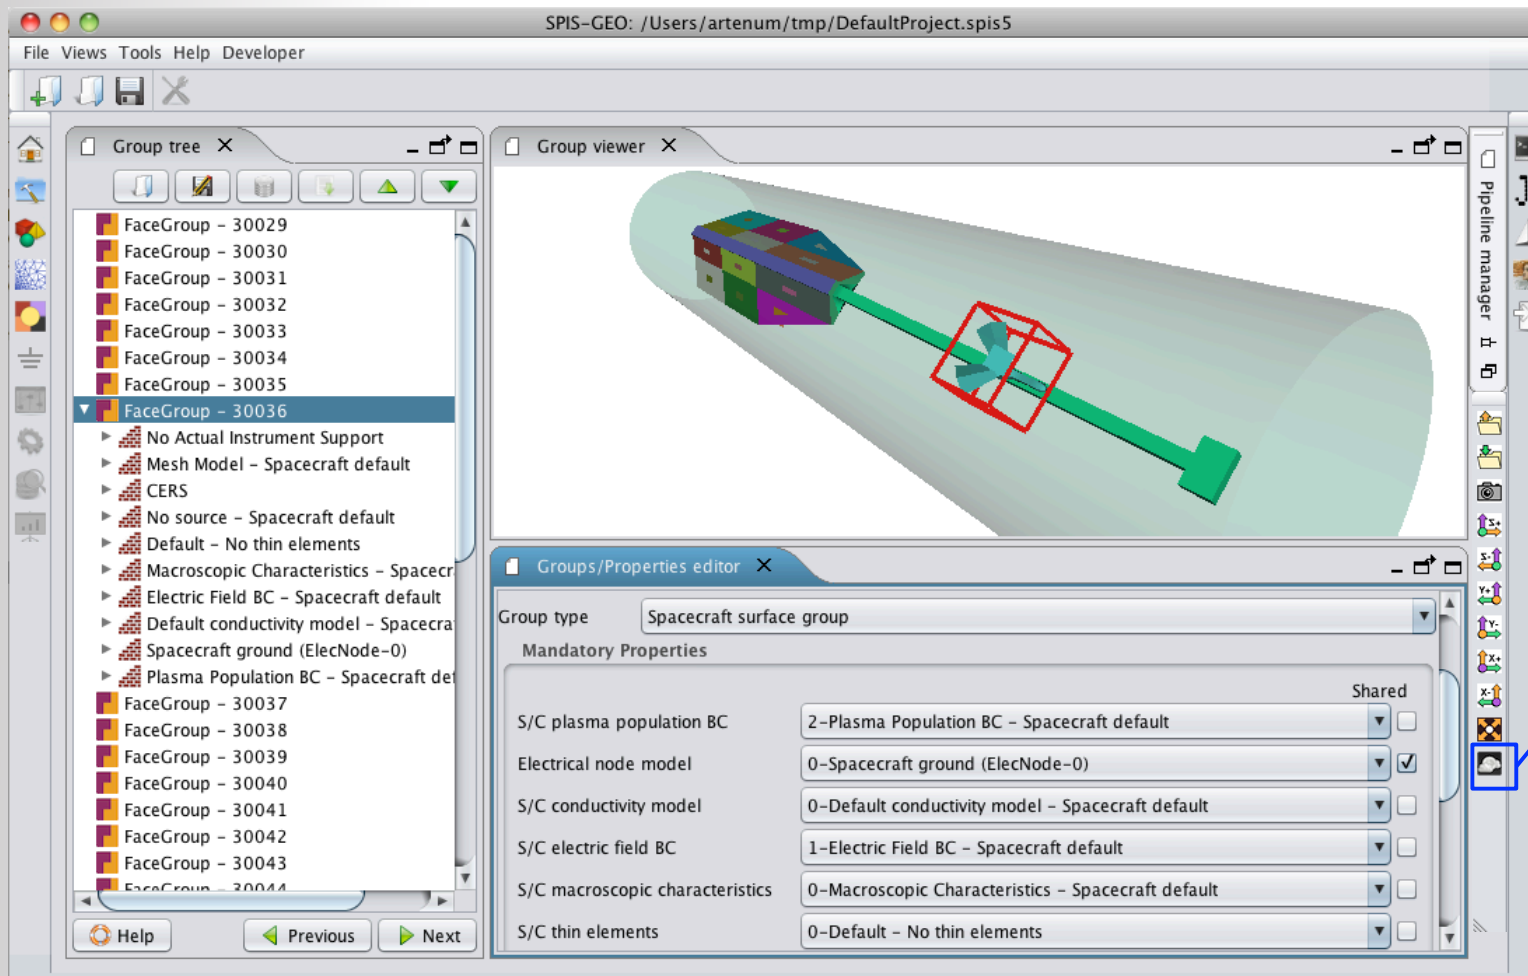 SPIS-GEO: /Users/artenum/tmp/DefaultProject.spis5
File Views Tools Help Developer
Group tree
FaceGroup – 30029
FaceGroup – 30030
FaceGroup – 30031
FaceGroup – 30032
FaceGroup – 30033
FaceGroup – 30034
FaceGroup – 30035
FaceGroup – 30036
No Actual Instrument Support
Mesh Model – Spacecraft default
CERS
No source – Spacecraft default
Default – No thin elements
Macroscopic Characteristics – Spacecr
Electric Field BC – Spacecraft default
Default conductivity model – Spacecra
Spacecraft ground (ElecNode-0)
Plasma Population BC – Spacecraft def
FaceGroup – 30037
FaceGroup – 30038
FaceGroup – 30039
FaceGroup – 30040
FaceGroup – 30041
FaceGroup – 30042
FaceGroup – 30043
FaceGroup – 30044
Help
Previous
Next
Group viewer
Groups/Properties editor
Group type Spacecraft surface group
Mandatory Properties
Shared
S/C plasma population BC 2-Plasma Population BC – Spacecraft default
Electrical node model 0-Spacecraft ground (ElecNode-0)
S/C conductivity model 0-Default conductivity model – Spacecraft default
S/C electric field BC 1-Electric Field BC – Spacecraft default
S/C macroscopic characteristics 0-Macroscopic Characteristics – Spacecraft default
S/C thin elements 0-Default – No thin elements
Pipeline manager
Z+
Z-
Y+
Y-
X+
X-